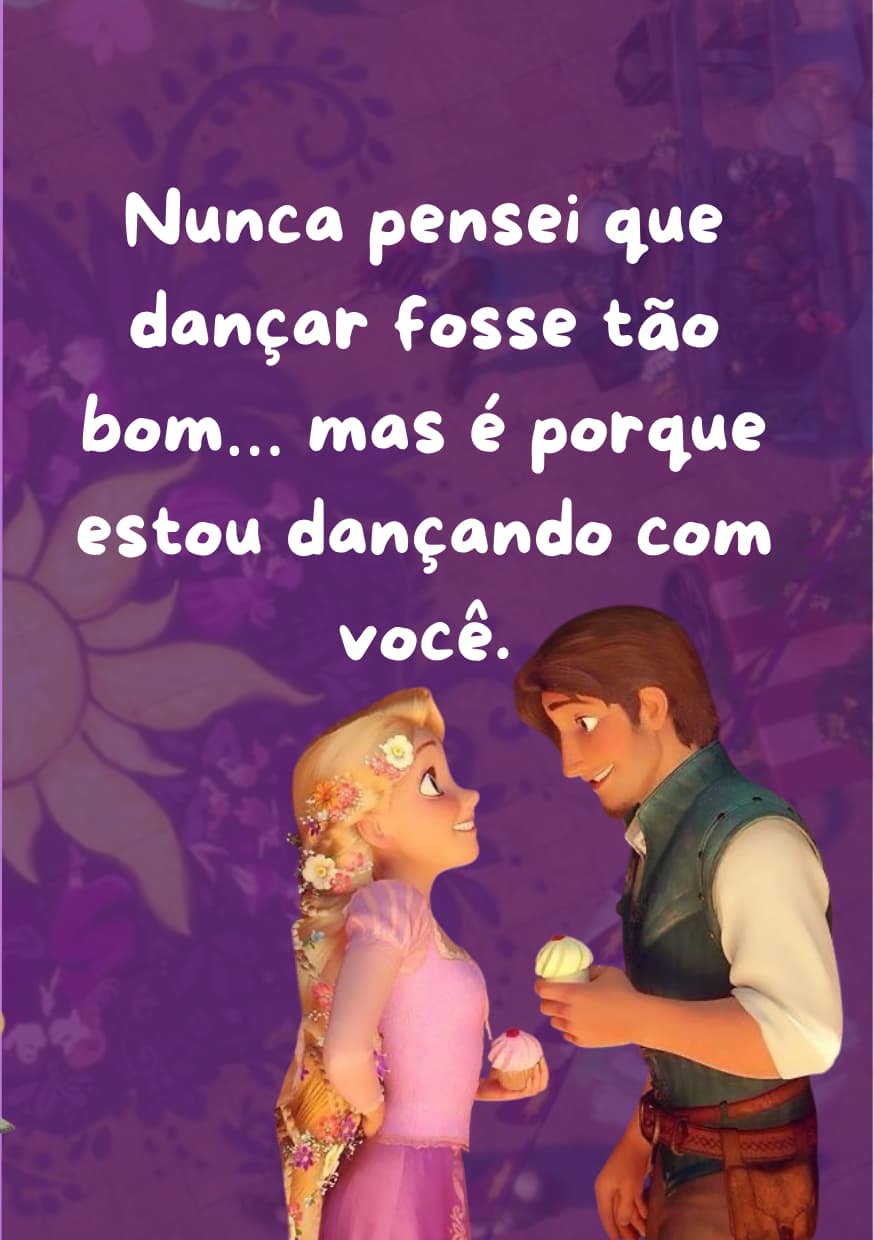 Nunca pensei que
dançar fosse tão
bom... mas é porque
estou dançando com
você.